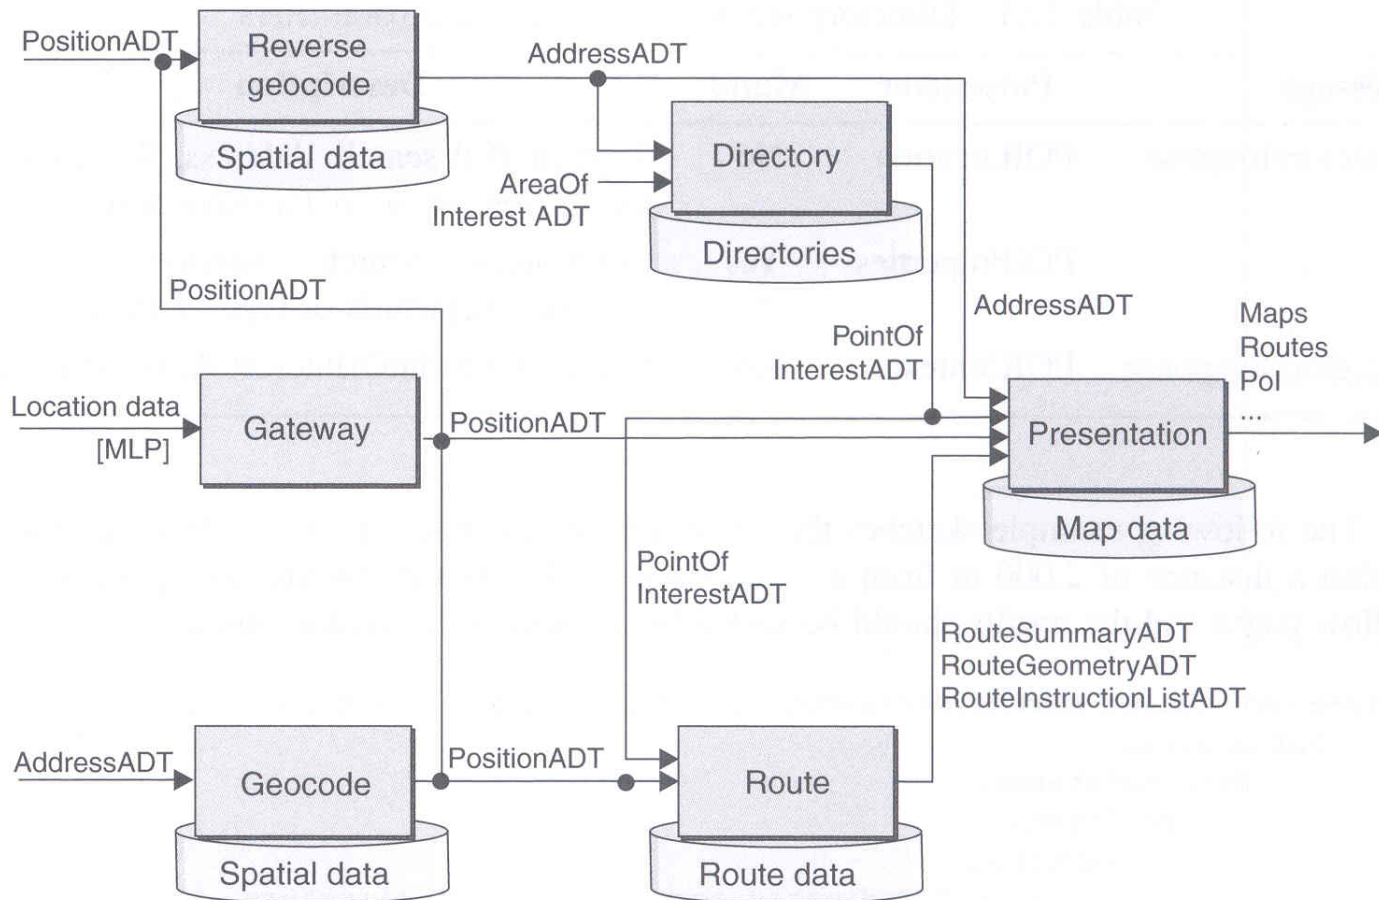 PositionADT
Reverse
geocode
Spatial data
AddressADT
Directory
AreaOf
Interest ADT
Directories
PositionADT
AddressADT
PointOf
InterestADT
Maps
Routes
PoI
...
Location data
[MLP]
Gateway
PositionADT
Presentation
Map data
PointOf
InterestADT
RouteSummaryADT
RouteGeometryADT
RouteInstructionListADT
AddressADT
Geocode
Spatial data
PositionADT
Route
Route data